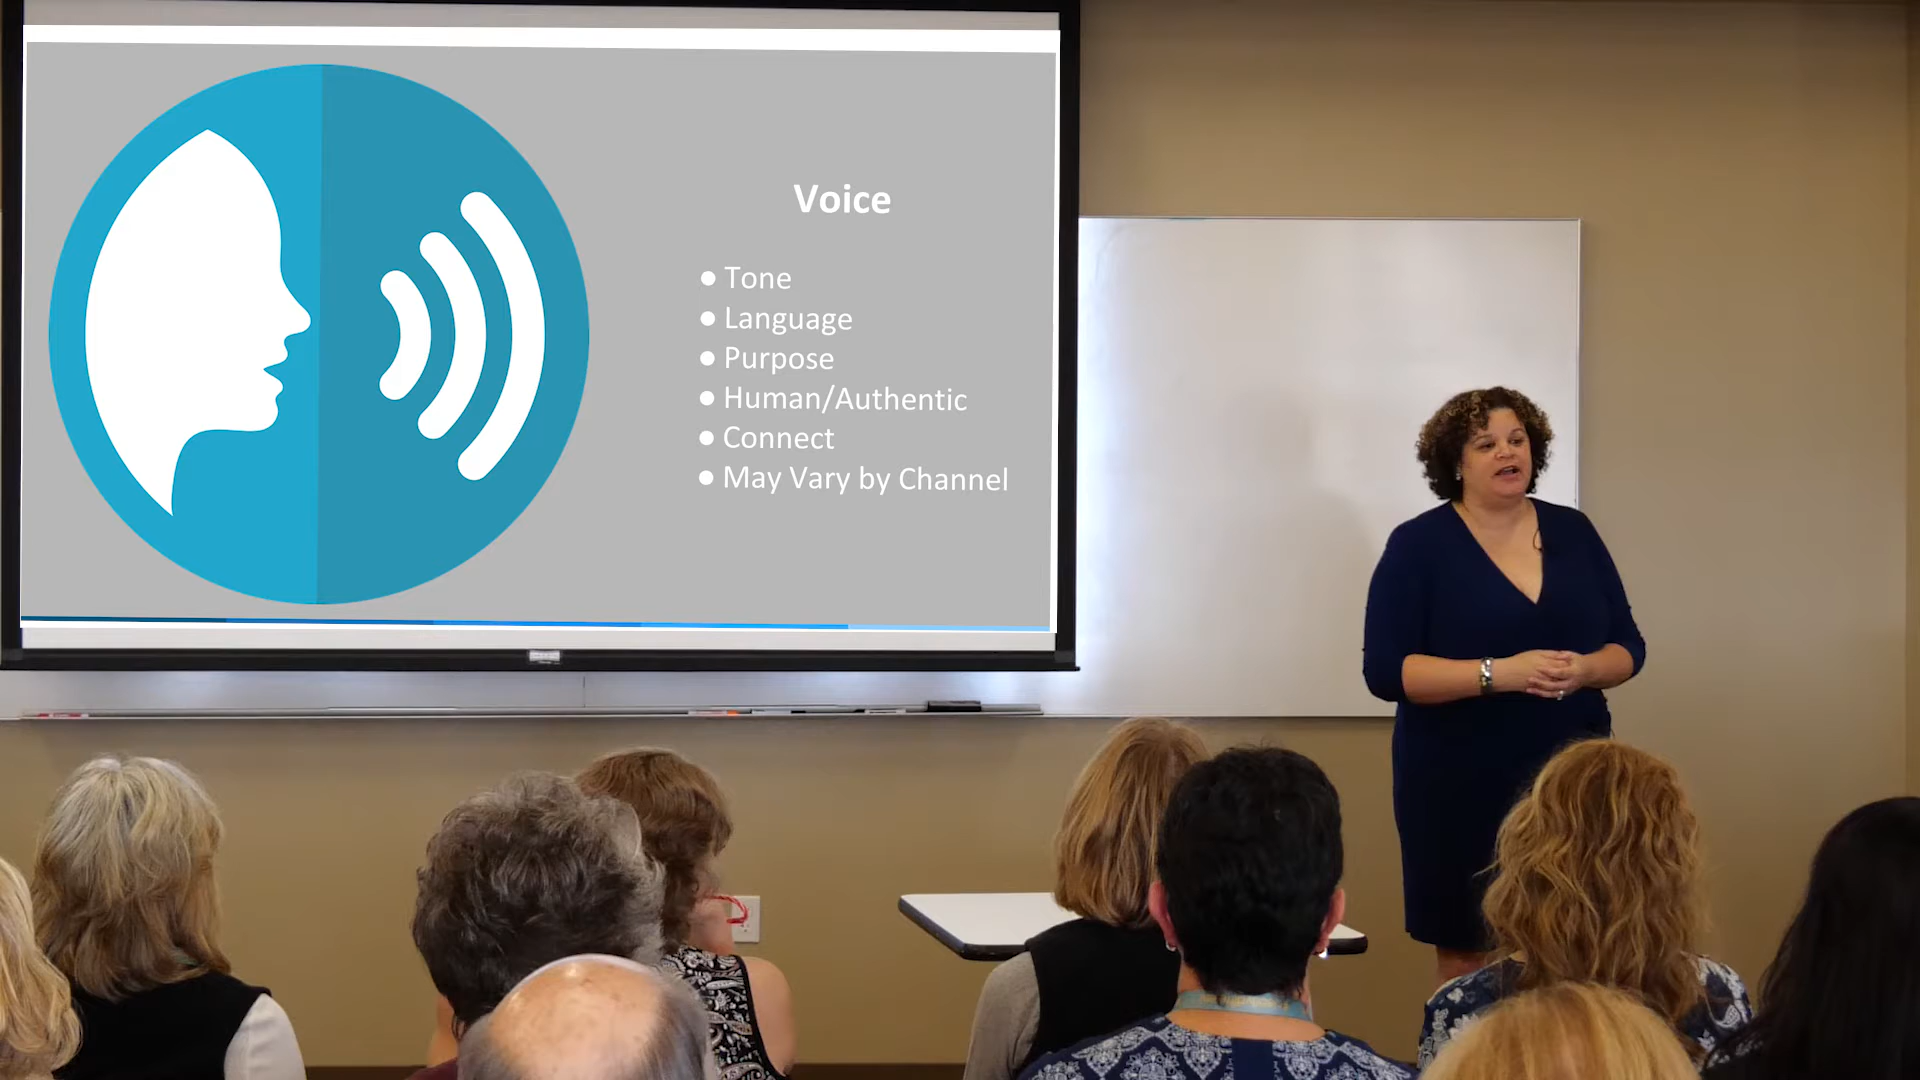 Voice
● Tone
● Language
● Purpose
● Human/Authentic
● Connect
● May Vary by Channel